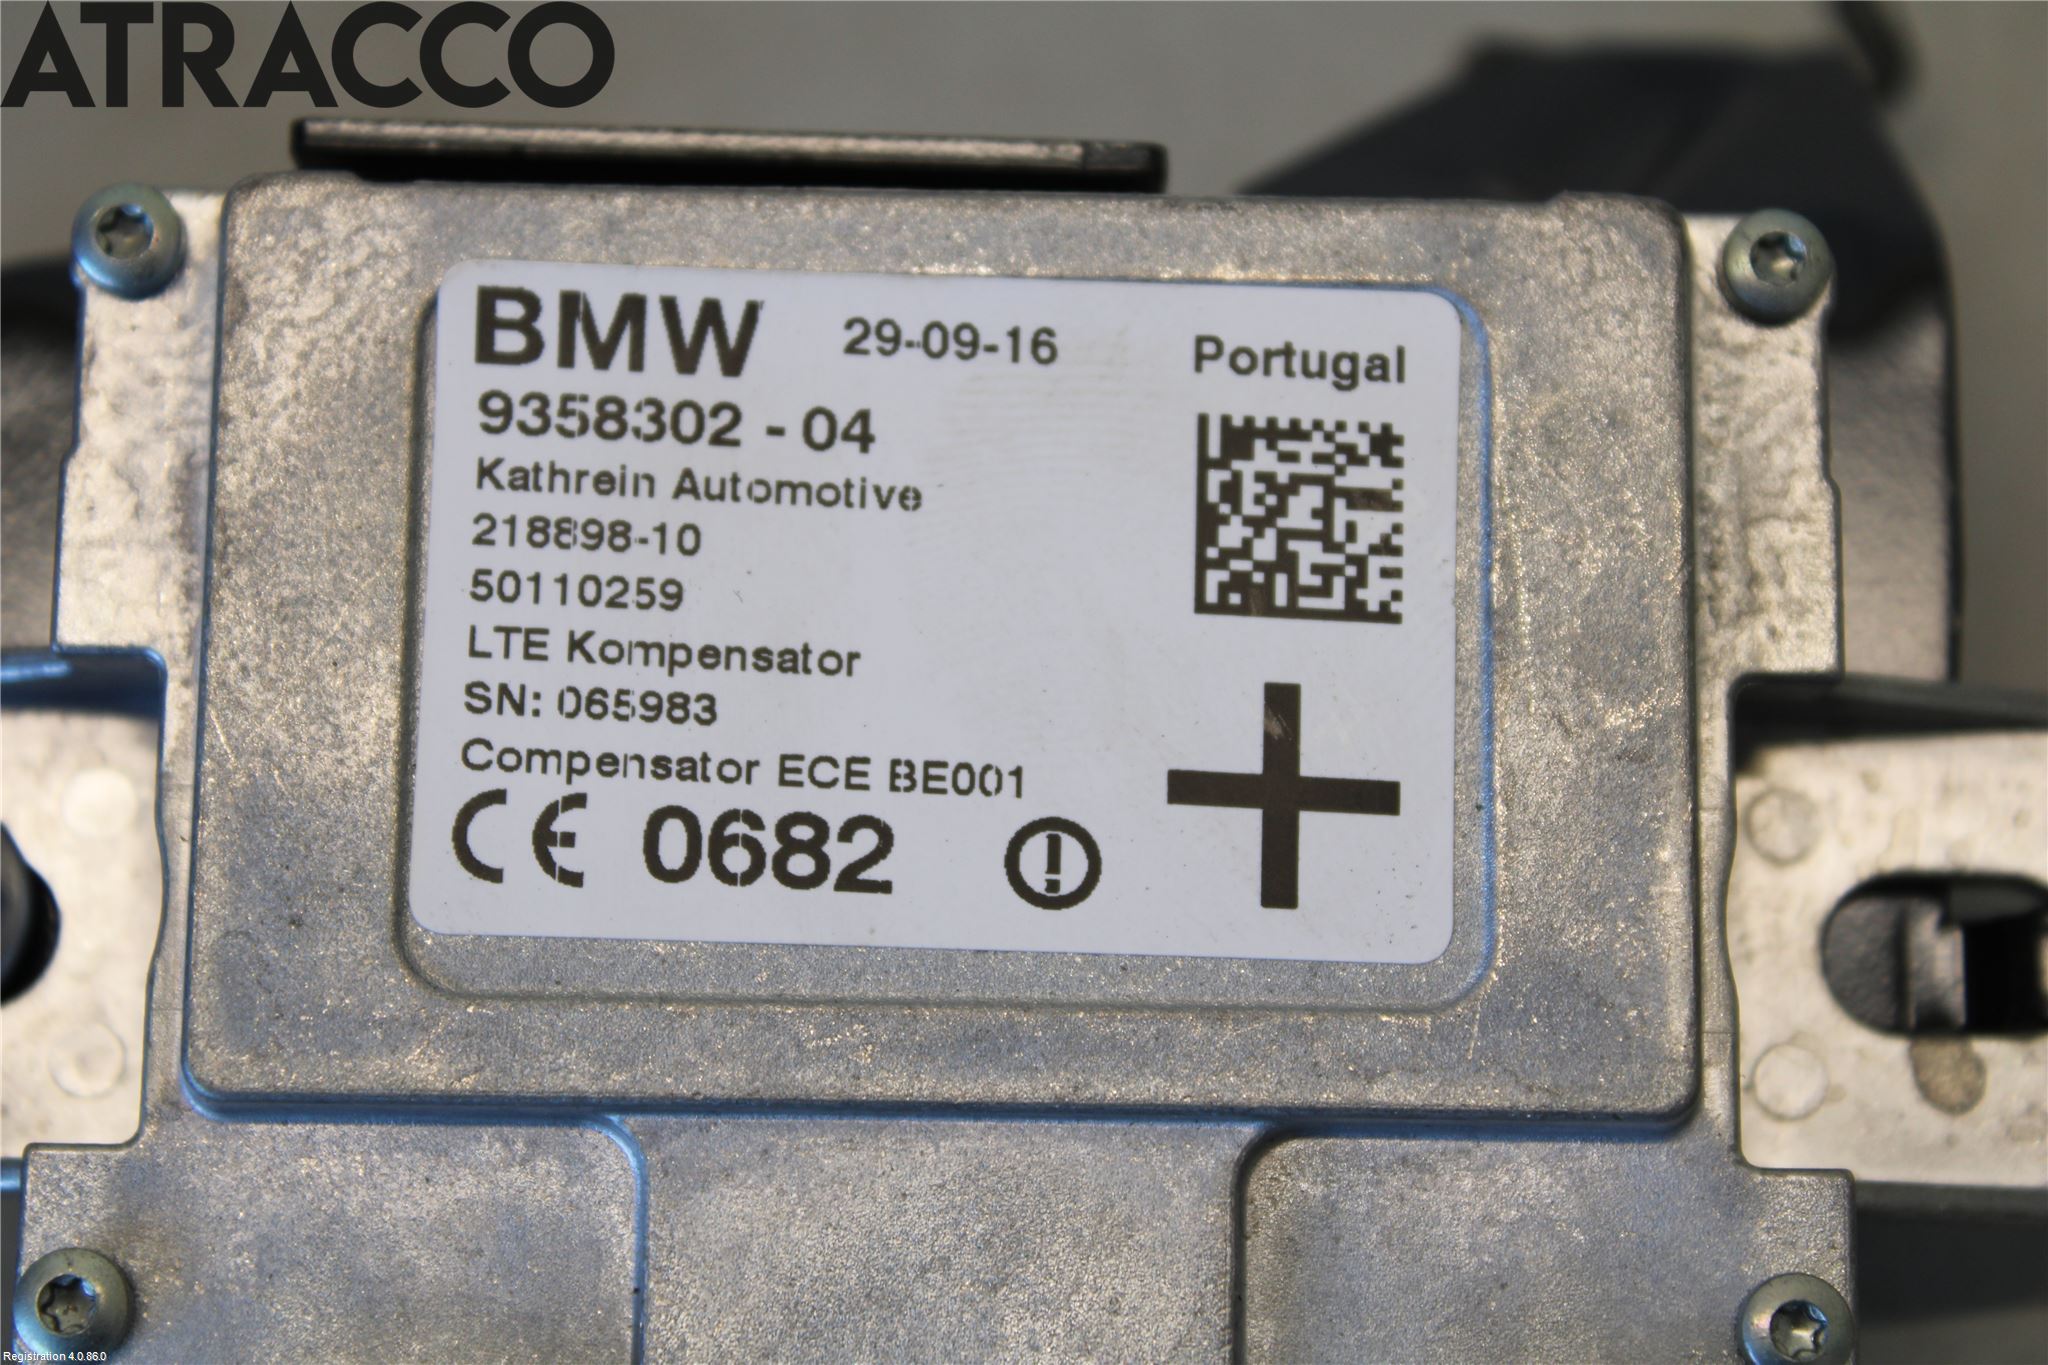 ATRACCO
BMW 29-09-16 Portugal
9358302 - 04
Kathrein Automotive
218898-10
50110259
LTE Kompensator
SN: 065983
Compensator ECE BE001
CE 0682
Registration 4.0.86.0